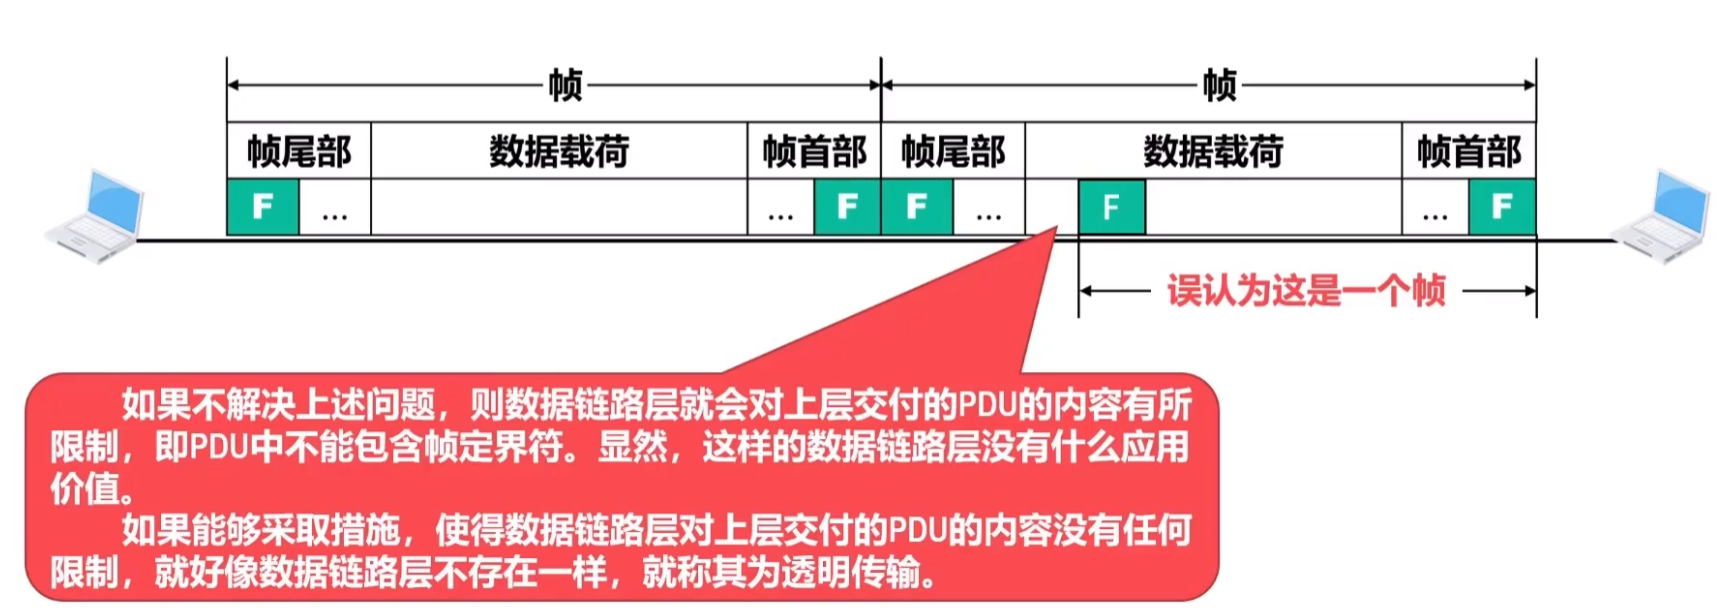 帧 帧
帧尾部 数据载荷 帧首部 帧尾部 数据载荷 帧首部
F ... ... F F ... F ... F
误认为这是一个帧
如果不解决上述问题，则数据链路层就会对上层交付的PDU的内容有所
限制，即PDU中不能包含帧定界符。显然，这样的数据链路层没有什么应用
价值。
如果能够采取措施，使得数据链路层对上层交付的PDU的内容没有任何
限制，就好像数据链路层不存在一样，就称其为透明传输。